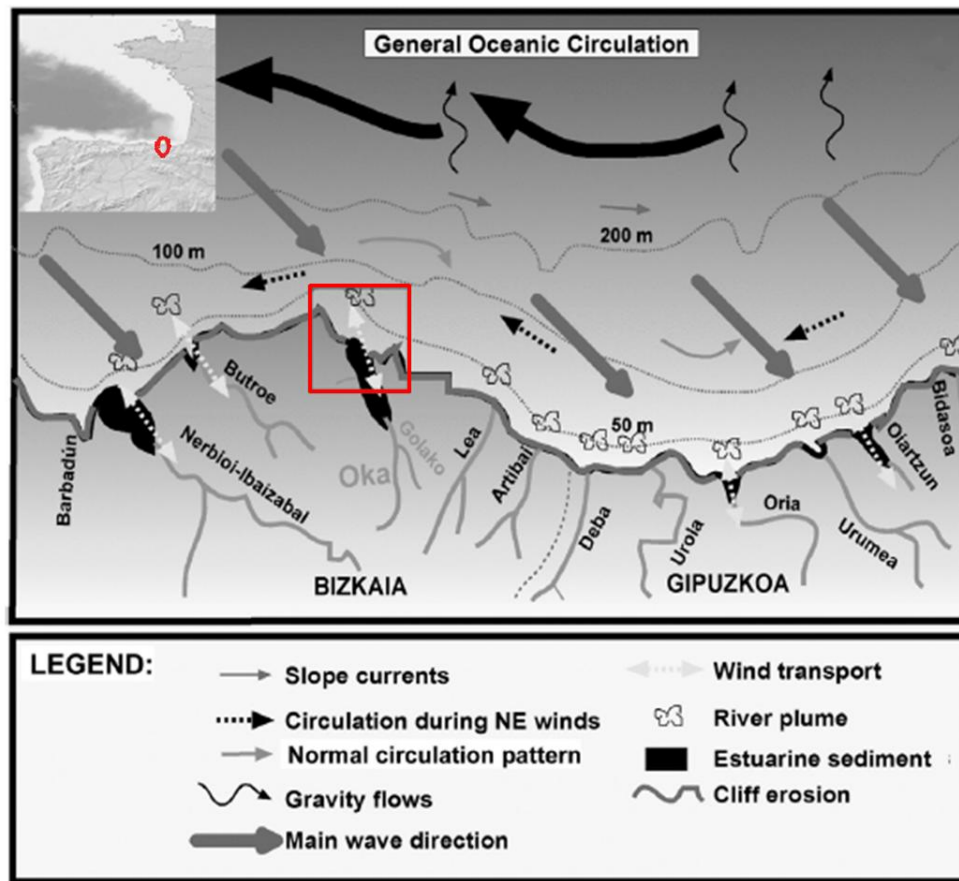 General Oceanic Circulation
100 m
200 m
50 m
Barbadún
Nerbioi-Ibaizabal
Butroe
Oka
Golako
Lea
Artibai
Deba
Urola
Oria
Urumea
Oiartzun
Bidasoa
BIZKAIA
GIPUZKOA
LEGEND:
Slope currents
Circulation during NE winds
Normal circulation pattern
Gravity flows
Main wave direction
Wind transport
River plume
Estuarine sediment
Cliff erosion